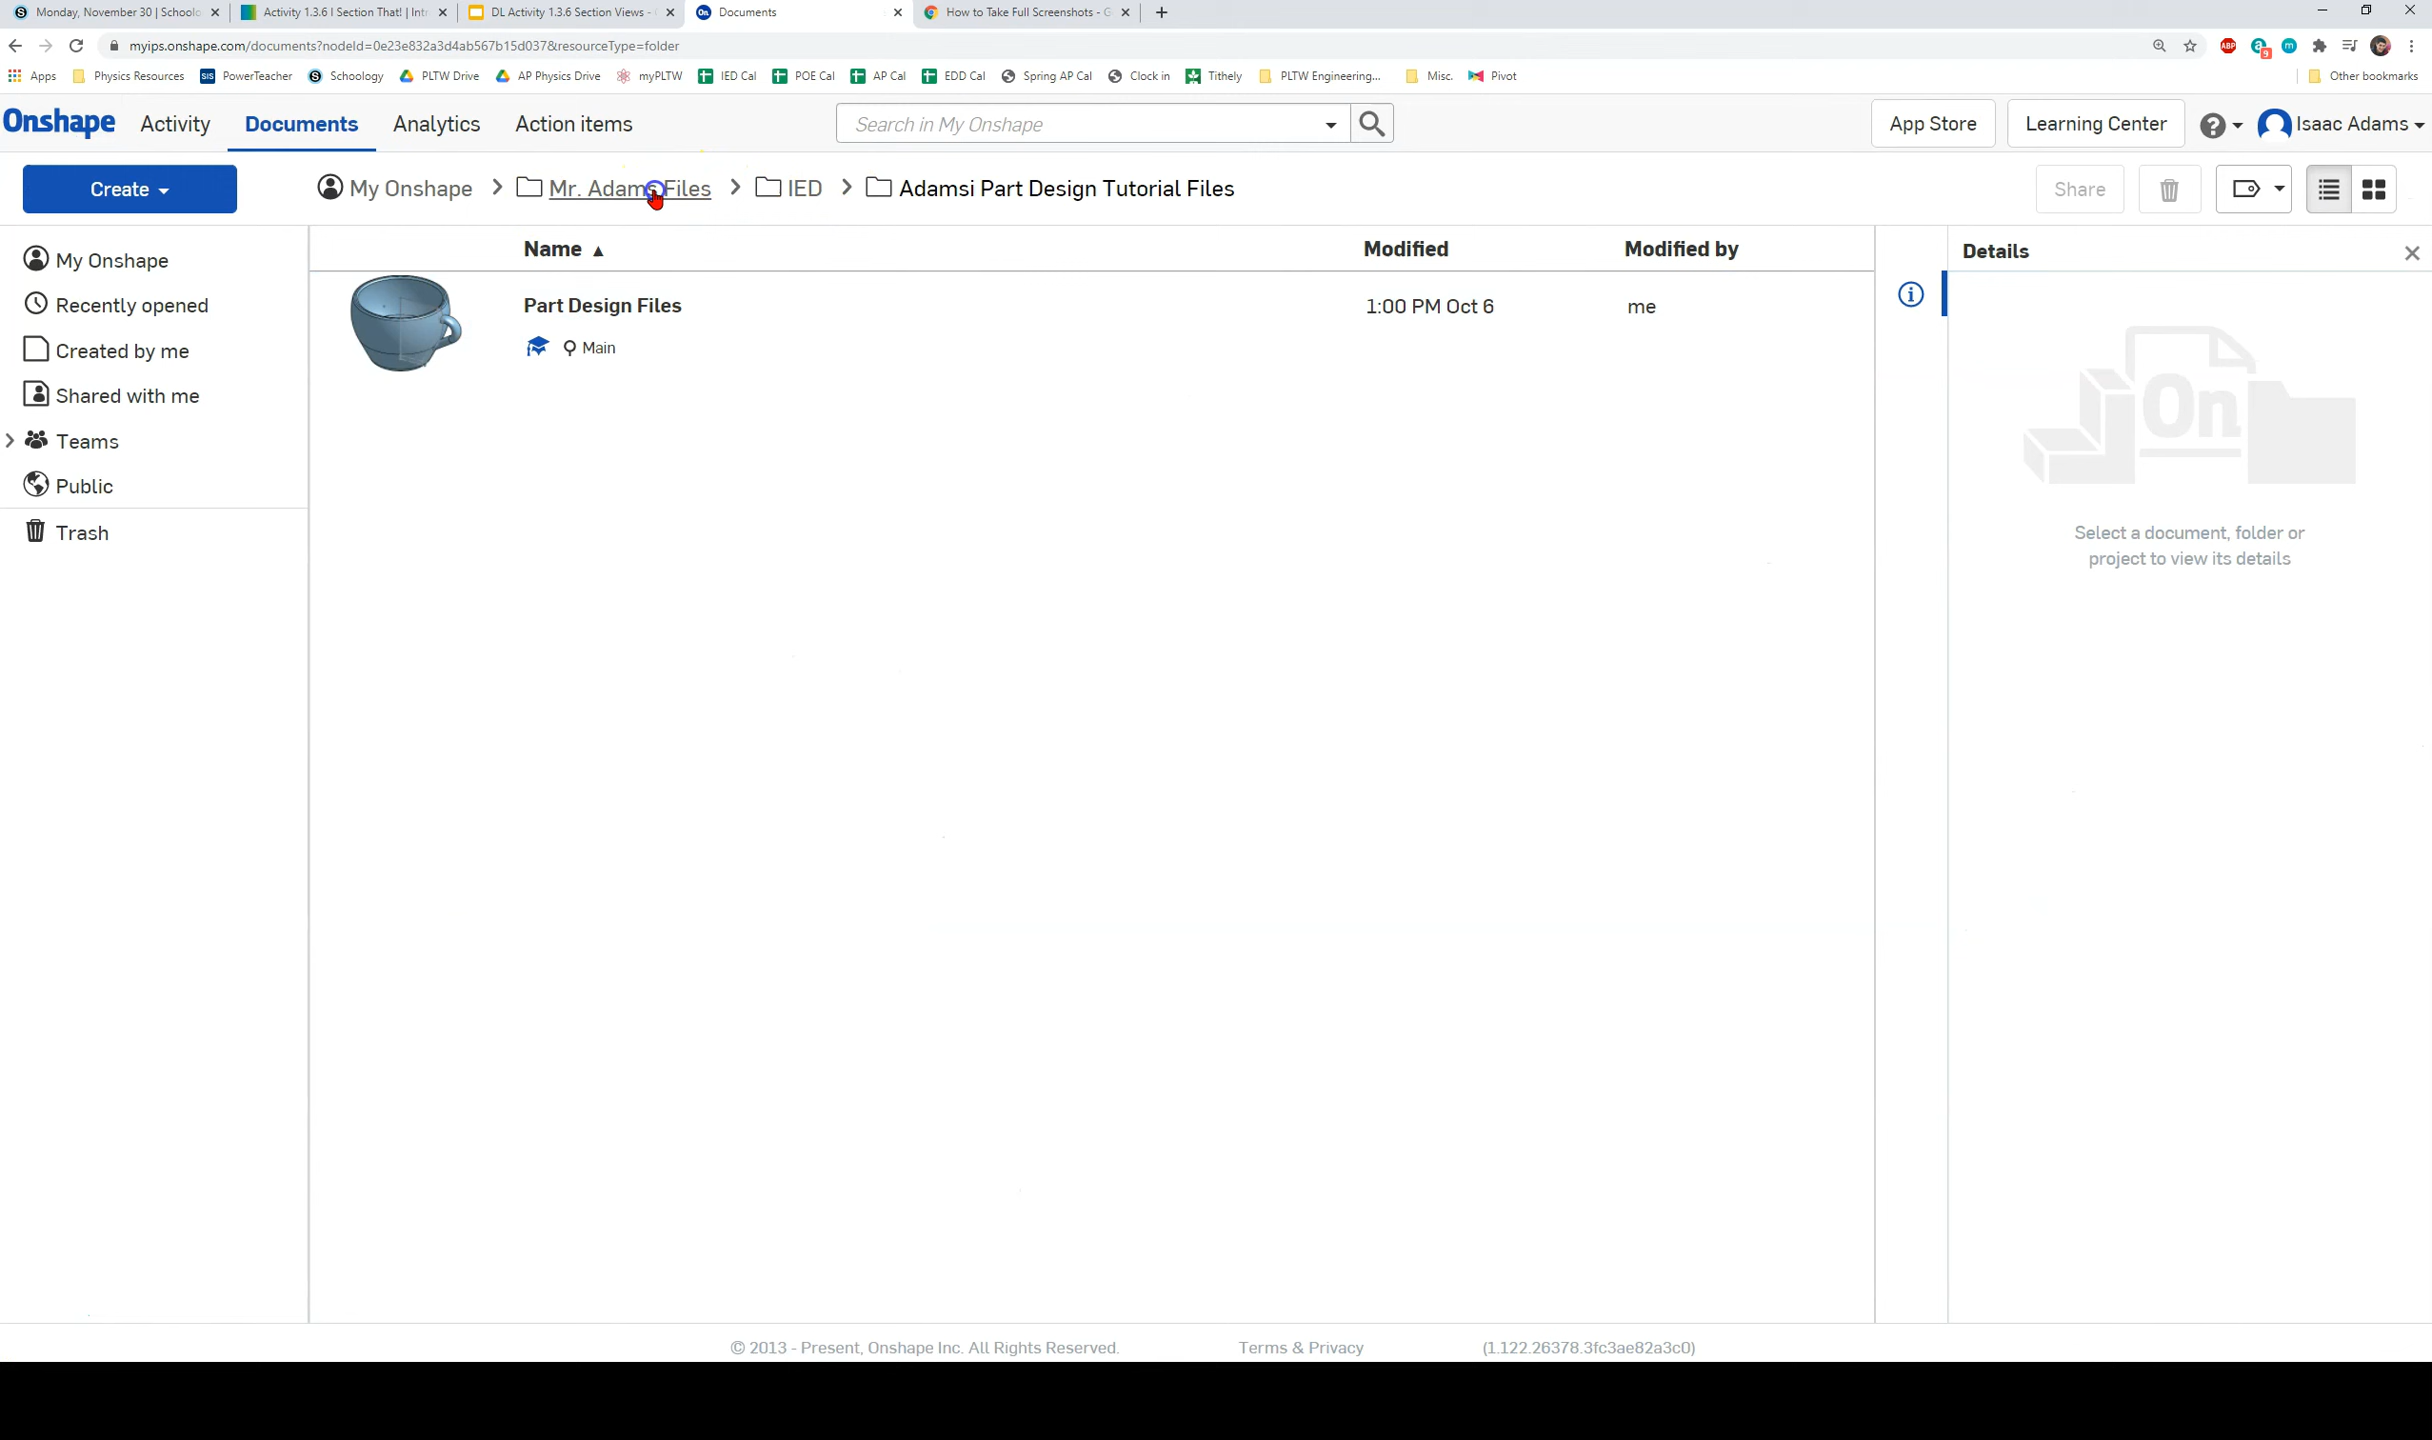 Monday, November 30 | Schoolo
Activity 1.3.6 I Section That! | Intr
DL Activity 1.3.6 Section Views -
Documents
How to Take Full Screenshots - G
myips.onshape.com/documents?nodeId=0e23e832a3d4ab567b15d037&resourceType=folder
ABP
9
m
Apps
Physics Resources
SIS PowerTeacher
S Schoology
PLTW Drive
AP Physics Drive
myPLTW
IED Cal
POE Cal
AP Cal
EDD Cal
Spring AP Cal
Clock in
Tithely
PLTW Engineering...
Misc.
Pivot
Other bookmarks
Onshape
Activity
Documents
Analytics
Action items
Search in My Onshape
App Store
Learning Center
Isaac Adams
Create
My Onshape > Mr. Adams Files > IED > Adamsi Part Design Tutorial Files
Share
My Onshape
Recently opened
Created by me
Shared with me
Teams
Public
Trash
Name
Modified
Modified by
Part Design Files
1:00 PM Oct 6
me
Main
Details
On
Select a document, folder or
project to view its details
© 2013 - Present, Onshape Inc. All Rights Reserved.
Terms & Privacy
(1.122.26378.3fc3ae82a3c0)